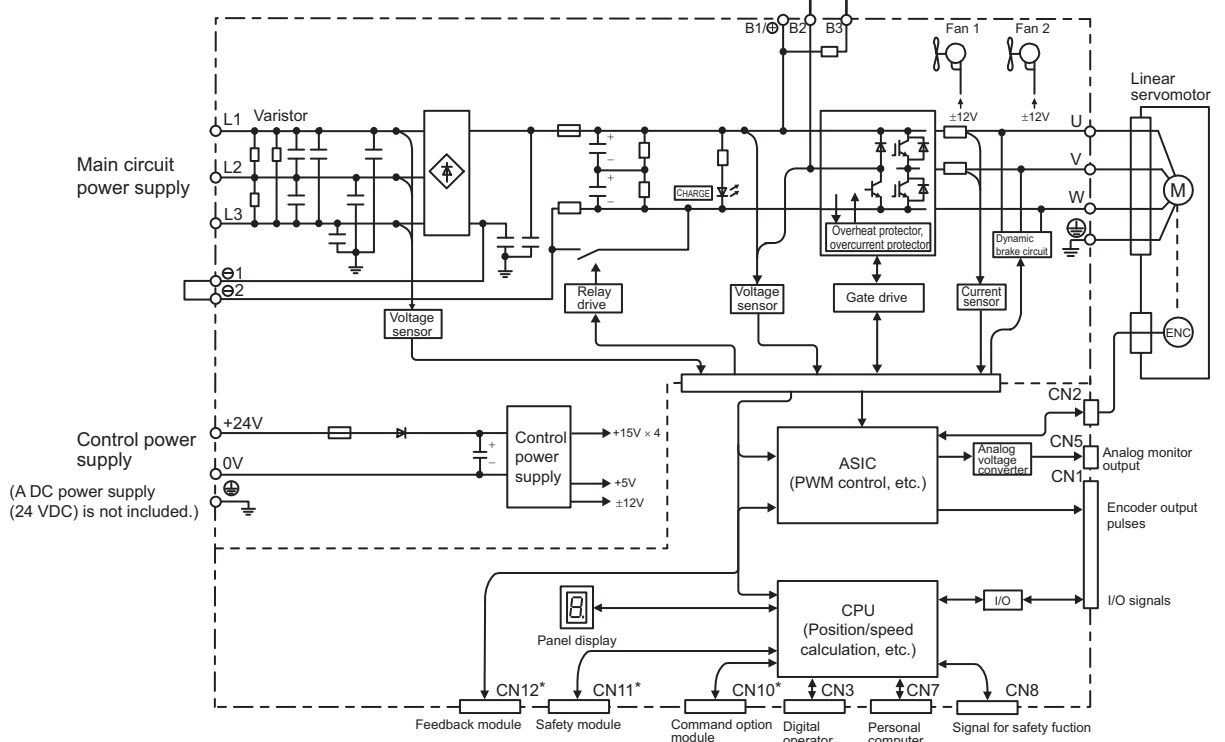 B1/⊕ B2 B3
Fan 1 Fan 2
Linear
servomotor
Varistor
±12V ±12V
L1
L2
L3
Main circuit
power supply
U
V
W
M
+
−
+
−
CHARGE
Overheat protector,
overcurrent protector
Dynamic
brake circuit
⊖1
⊖2
Voltage
sensor
Relay
drive
Voltage
sensor
Gate drive
Current
sensor
ENC
CN2
Control power
supply
+24V
0V
(A DC power supply
(24 VDC) is not included.)
+
−
Control
power
supply
+15V × 4
+5V
±12V
ASIC
(PWM control, etc.)
Analog
voltage
converter
CN5
Analog monitor
output
CN1
Encoder output
pulses
8.
Panel display
CPU
(Position/speed
calculation, etc.)
I/O
I/O signals
CN12* CN11* CN10* CN3 CN7 CN8
Feedback module
Safety module
Command option
module
Digital
operator
Personal
computer
Signal for safety fuction